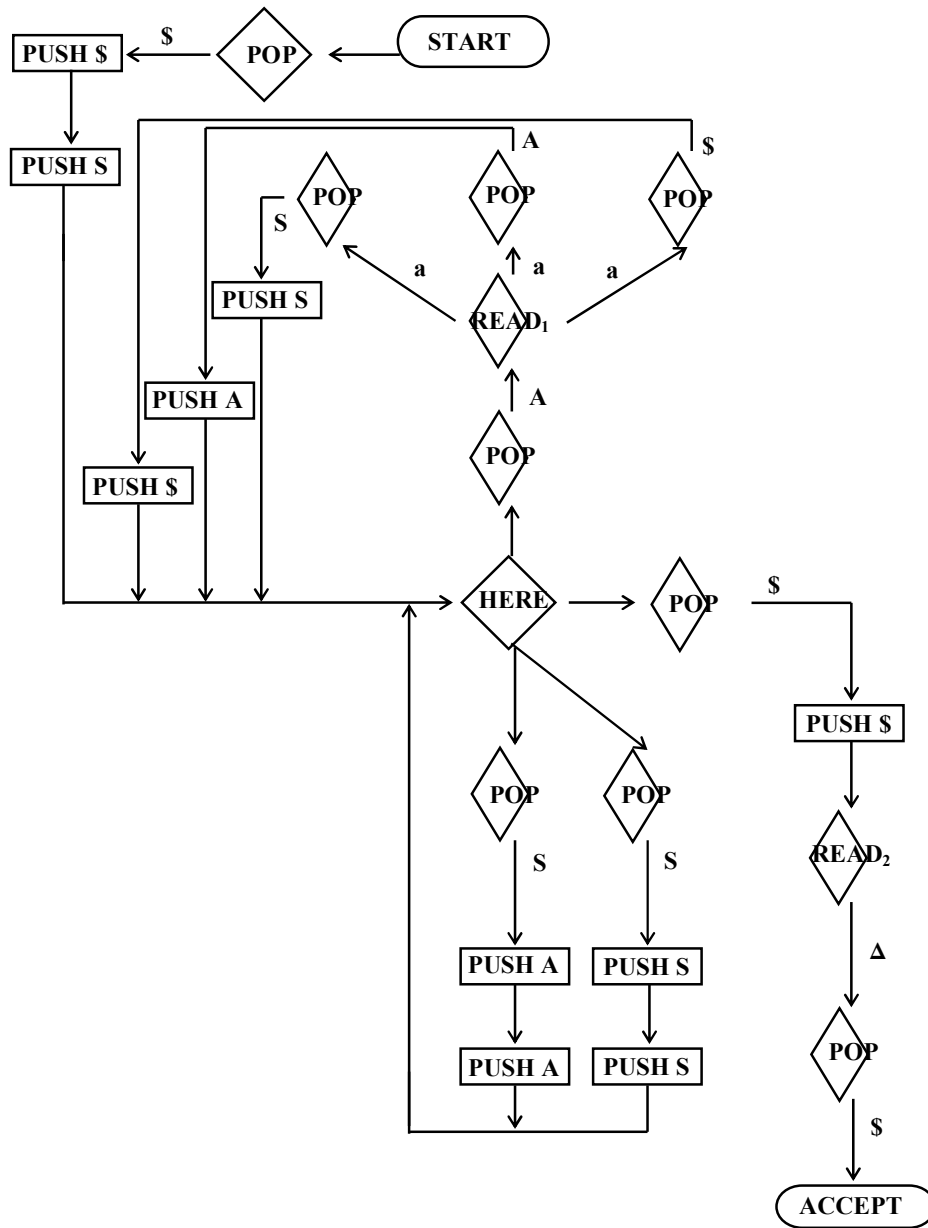 START
$
POP
PUSH $
PUSH S
A
$
POP
POP
POP
S
a
a
a
PUSH S
READ₁
PUSH A
A
POP
PUSH $
HERE
POP
$
PUSH $
POP
POP
READ₂
S
S
Δ
PUSH A
PUSH S
POP
PUSH A
PUSH S
$
ACCEPT